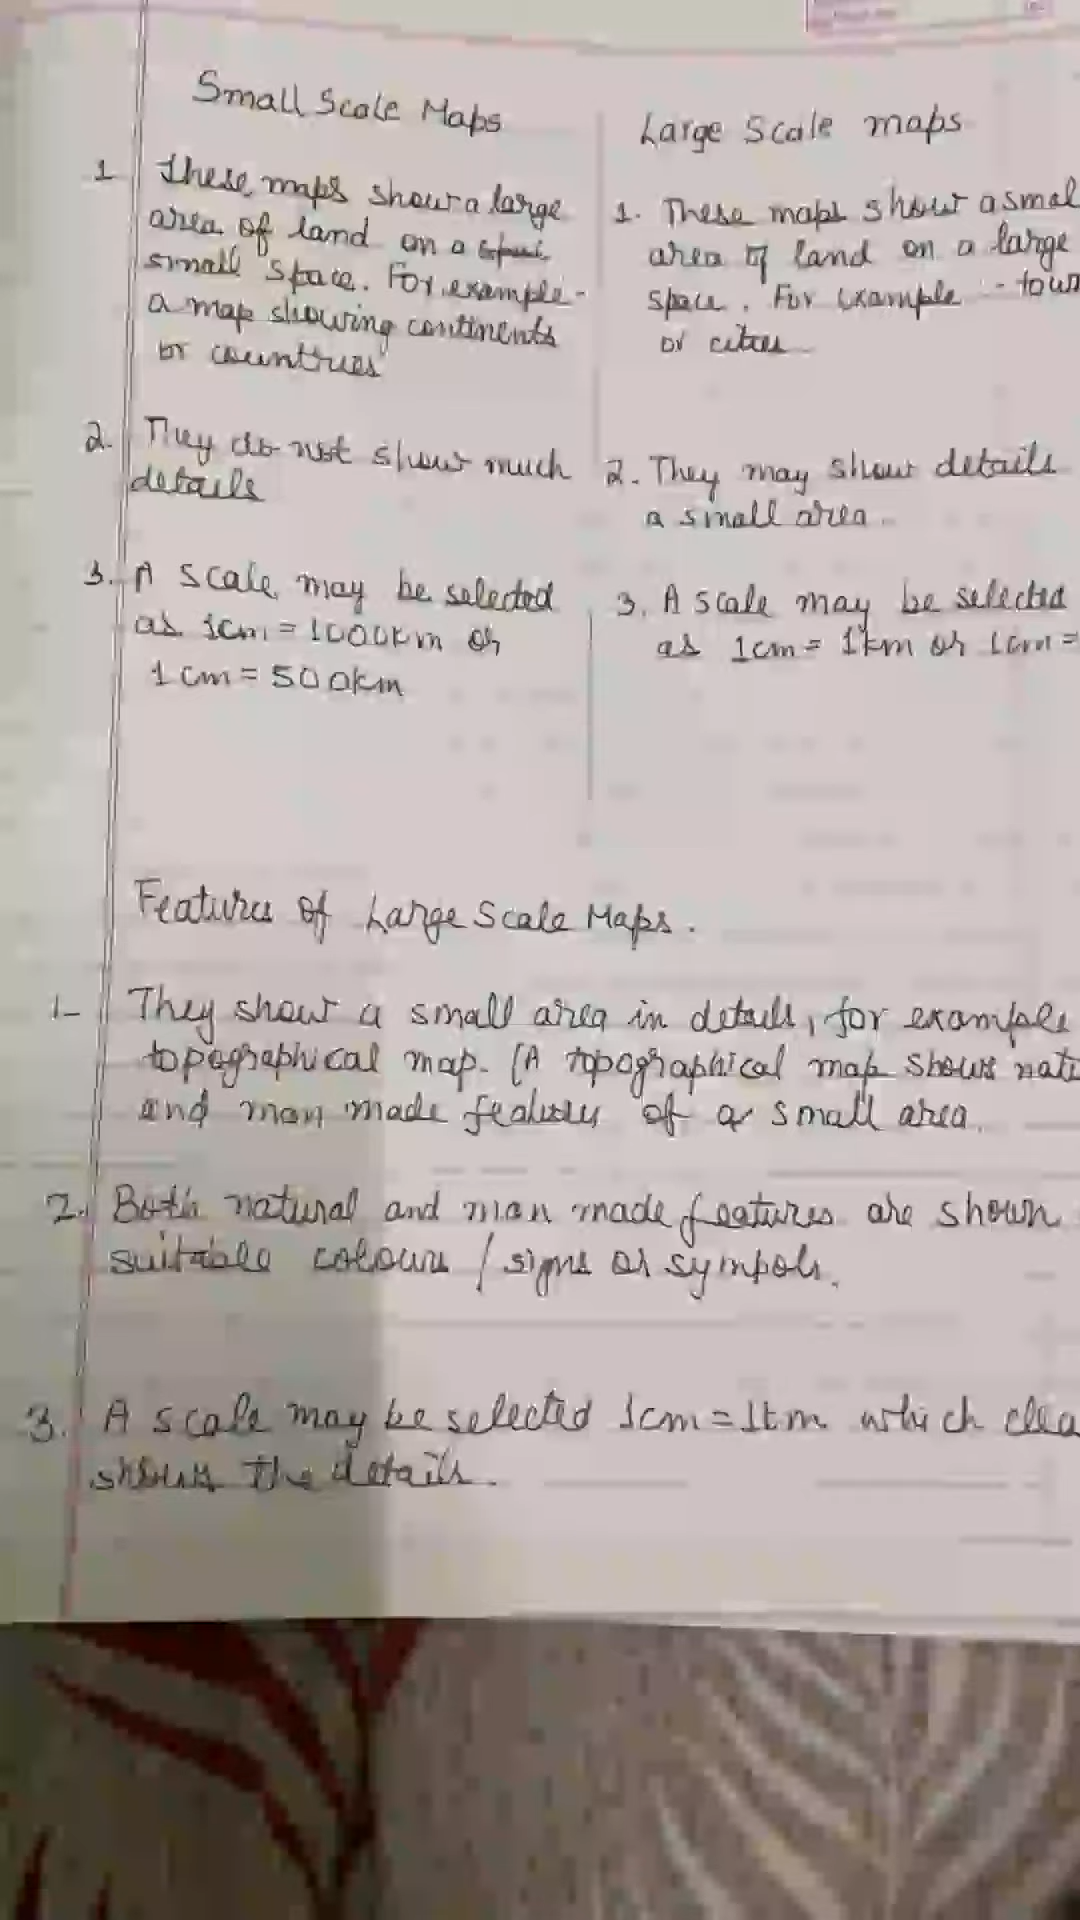 Small Scale Maps
1 These maps show a large
area of land on a
small space. For example -
a map showing continents
or countries
2. They do not show much
details
3. A scale may be selected
as 1cm = 1000km or
1 cm = 500km
Large Scale maps
1. These maps show a smal
area of land on a large
space. For example :- town
or cities
2. They may show details
a small area.
3. A scale may be selected
as 1cm = 1km or 1cm =
Features of Large Scale Maps.
1- They show a small area in details, for example
topographical map. (A topographical map shows natu
and man made features of a small area.
2. Both natural and man made features are shown
suitable colours / signs or symbols.
3. A scale may be selected 1cm = 1km which clea
shows the details.